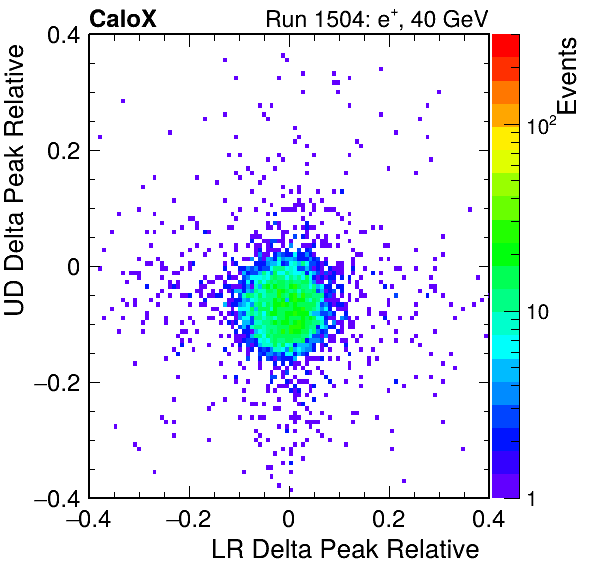 CaloX Run 1504: e⁺, 40 GeV
UD Delta Peak Relative
0.4
0.2
0
−0.2
−0.4
−0.4 −0.2 0 0.2 0.4
LR Delta Peak Relative
Events
10²
10
1